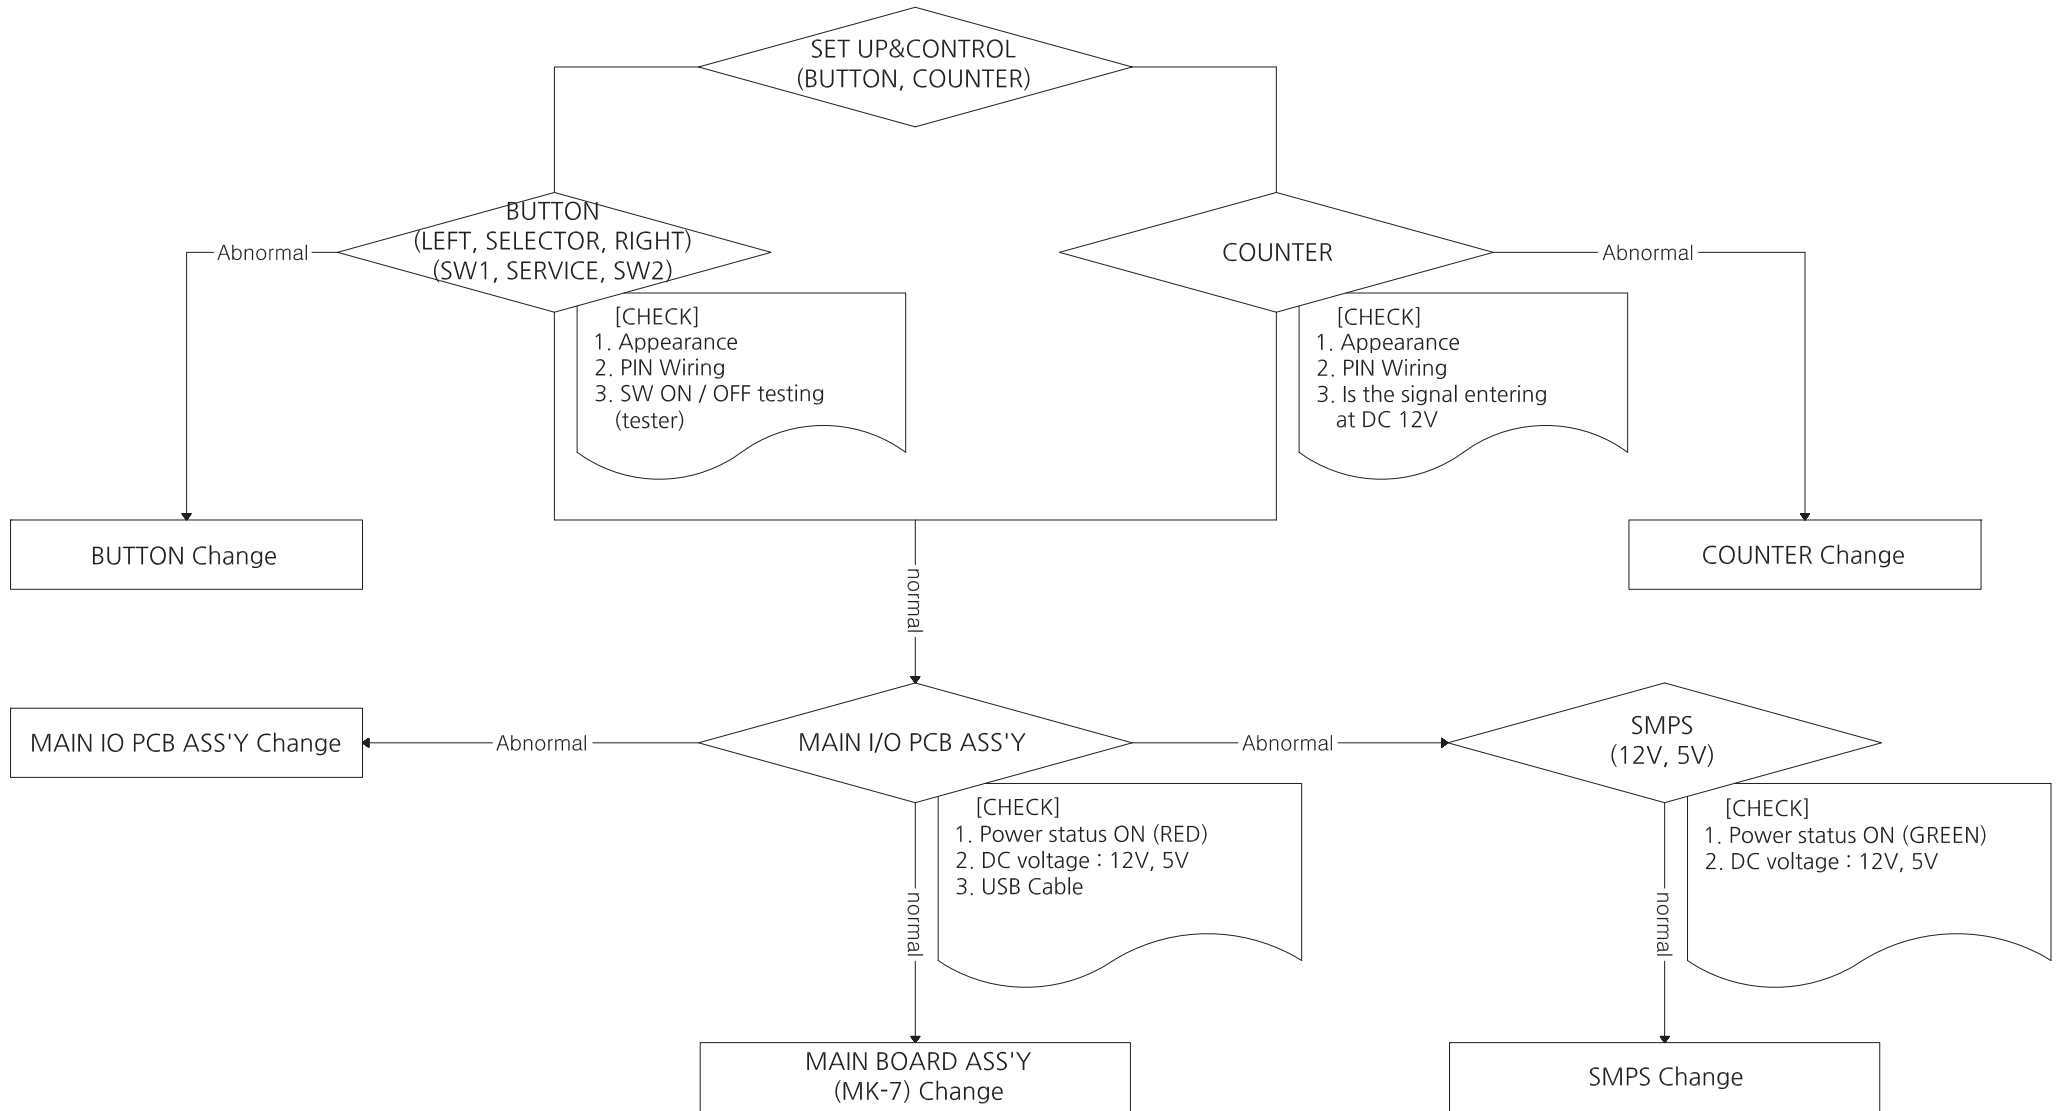 SET UP&CONTROL
(BUTTON, COUNTER)
BUTTON
(LEFT, SELECTOR, RIGHT)
(SW1, SERVICE, SW2)
Abnormal
COUNTER
Abnormal
[CHECK]
1. Appearance
2. PIN Wiring
3. SW ON / OFF testing
(tester)
[CHECK]
1. Appearance
2. PIN Wiring
3. Is the signal entering
at DC 12V
BUTTON Change
COUNTER Change
normal
MAIN IO PCB ASS'Y Change
Abnormal
MAIN I/O PCB ASS'Y
Abnormal
SMPS
(12V, 5V)
[CHECK]
1. Power status ON (RED)
2. DC voltage : 12V, 5V
3. USB Cable
[CHECK]
1. Power status ON (GREEN)
2. DC voltage : 12V, 5V
normal
normal
MAIN BOARD ASS'Y
(MK-7) Change
SMPS Change